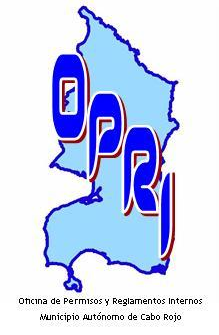 OPRI
Oficina de Permisos y Reglamentos Internos
Municipio Autónomo de Cabo Rojo